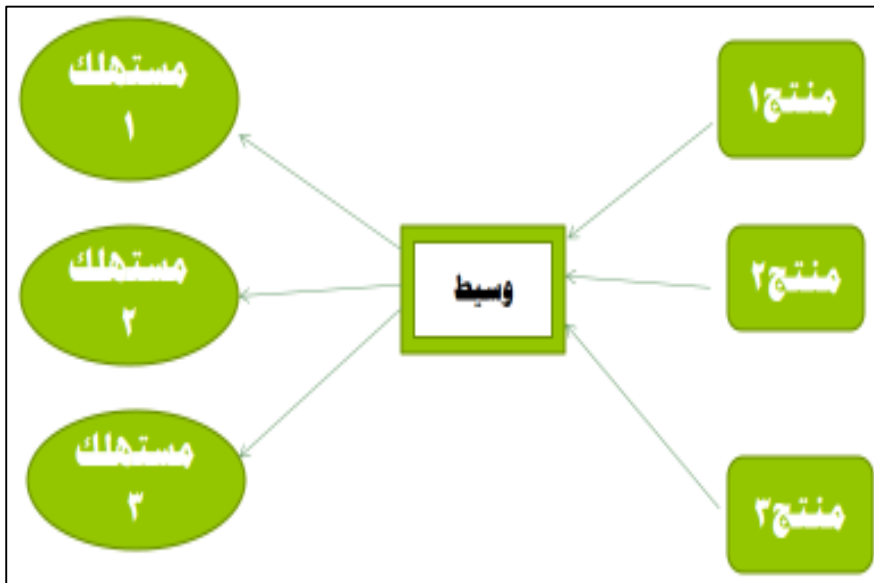 منتج١
منتج٢
منتج٣
وسيط
مستهلك
١
مستهلك
٢
مستهلك
٣